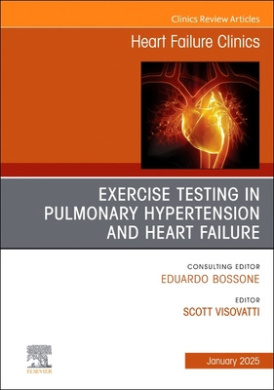 Clinics Review Articles
Heart Failure Clinics
EXERCISE TESTING IN
PULMONARY HYPERTENSION
AND HEART FAILURE
CONSULTING EDITOR
EDUARDO BOSSONE
EDITOR
SCOTT VISOVATTI
ELSEVIER
January 2025